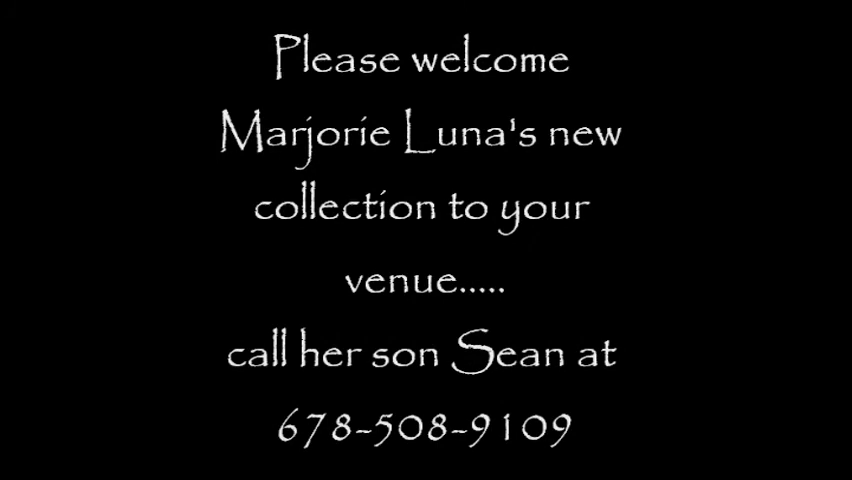 Please welcome
Marjorie Luna's new
collection to your
venue.....
call her son Sean at
678-508-9109